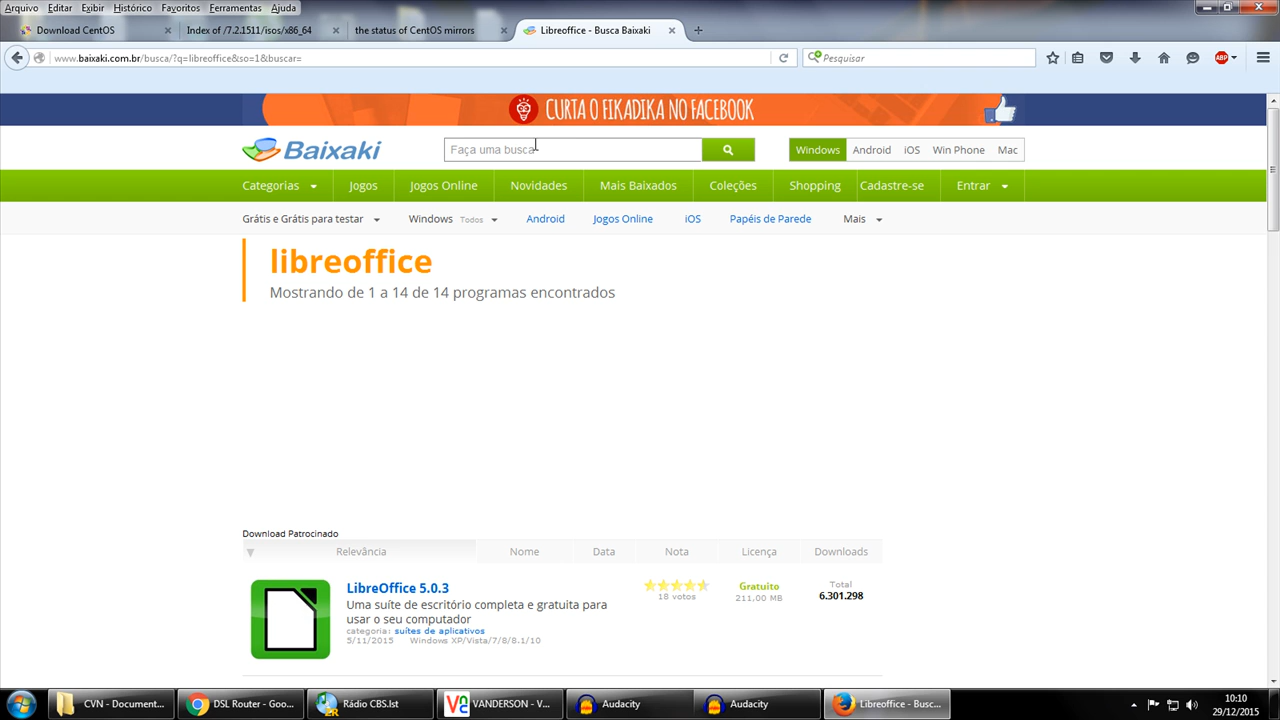 Arquivo Editar Exibir Histórico Favoritos Ferramentas Ajuda
Download CentOS × Index of /7.2.1511/isos/x86_64 × the status of CentOS mirrors × Libreoffice - Busca Baixaki × +
www.baixaki.com.br/busca/?q=libreoffice&so=1&buscar= Pesquisar ABP
CURTA O FIKADIKA NO FACEBOOK
Baixaki Faça uma busca Windows Android iOS Win Phone Mac
Categorias Jogos Jogos Online Novidades Mais Baixados Coleções Shopping Cadastre-se Entrar
Grátis e Grátis para testar Windows Todos Android Jogos Online iOS Papéis de Parede Mais
libreoffice
Mostrando de 1 a 14 de 14 programas encontrados
Download Patrocinado
Relevância Nome Data Nota Licença Downloads
LibreOffice 5.0.3
Uma suíte de escritório completa e gratuita para
usar o seu computador
categoria: suítes de aplicativos
5/11/2015 Windows XP/Vista/7/8/8.1/10
18 votos
Gratuito
211,00 MB
Total
6.301.298
CVN - Document... DSL Router - Goo... Rádio CBS.lst VANDERSON - V... Audacity Audacity Libreoffice - Busc...
10:10
29/12/2015